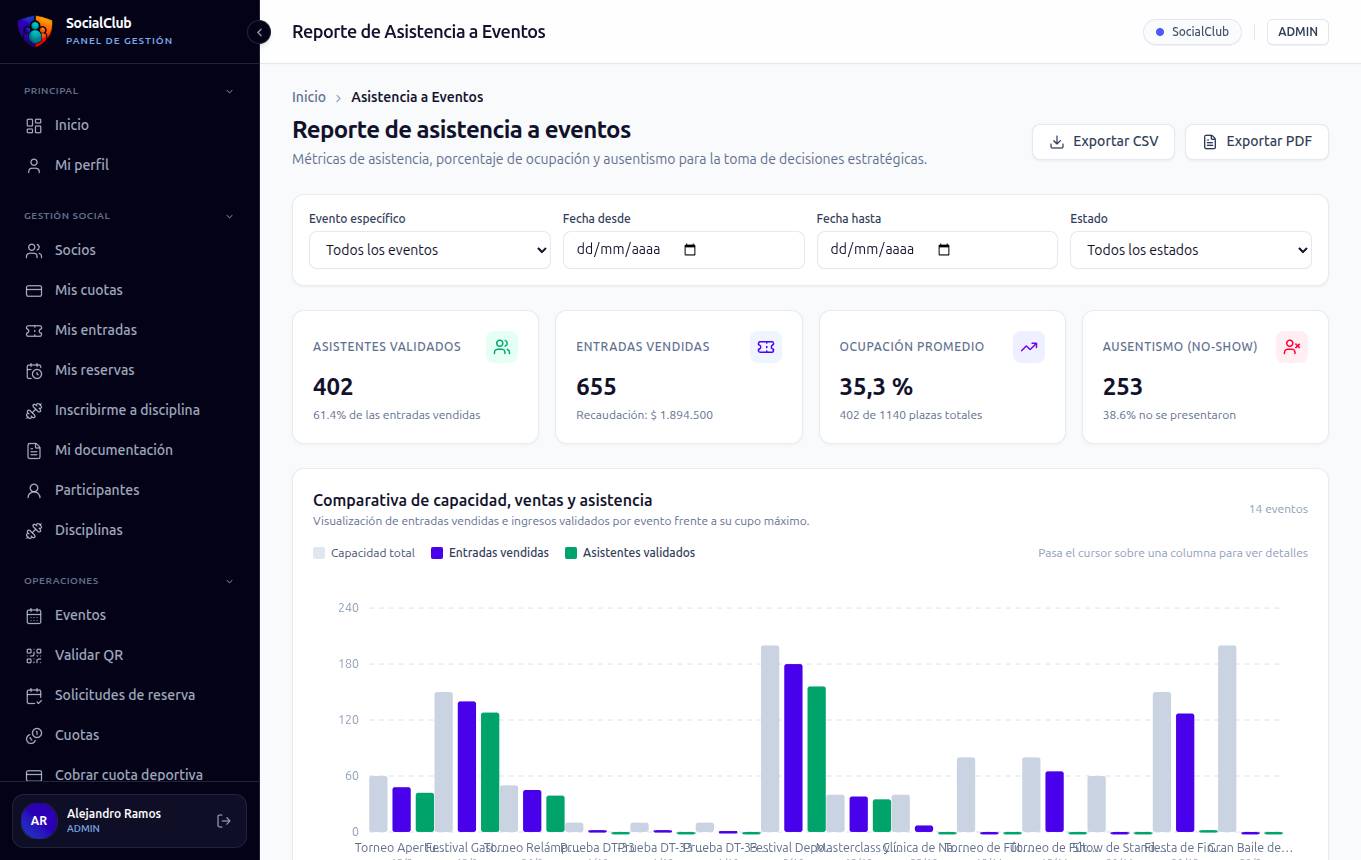 SocialClub
PANEL DE GESTIÓN
PRINCIPAL
Inicio
Mi perfil
GESTIÓN SOCIAL
Socios
Mis cuotas
Mis entradas
Mis reservas
Inscribirme a disciplina
Mi documentación
Participantes
Disciplinas
OPERACIONES
Eventos
Validar QR
Solicitudes de reserva
Cuotas
Cobrar cuota deportiva
AR
Alejandro Ramos
ADMIN
Reporte de Asistencia a Eventos
SocialClub
ADMIN
Inicio › Asistencia a Eventos
Reporte de asistencia a eventos
Métricas de asistencia, porcentaje de ocupación y ausentismo para la toma de decisiones estratégicas.
Exportar CSV
Exportar PDF
Evento específico
Todos los eventos
Fecha desde
dd/mm/aaaa
Fecha hasta
dd/mm/aaaa
Estado
Todos los estados
ASISTENTES VALIDADOS
402
61.4% de las entradas vendidas
ENTRADAS VENDIDAS
655
Recaudación: $ 1.894.500
OCUPACIÓN PROMEDIO
35,3 %
402 de 1140 plazas totales
AUSENTISMO (NO-SHOW)
253
38.6% no se presentaron
Comparativa de capacidad, ventas y asistencia
Visualización de entradas vendidas e ingresos validados por evento frente a su cupo máximo.
14 eventos
Capacidad total
Entradas vendidas
Asistentes validados
Pasa el cursor sobre una columna para ver detalles
240
180
120
60
0
Gran Baile de…